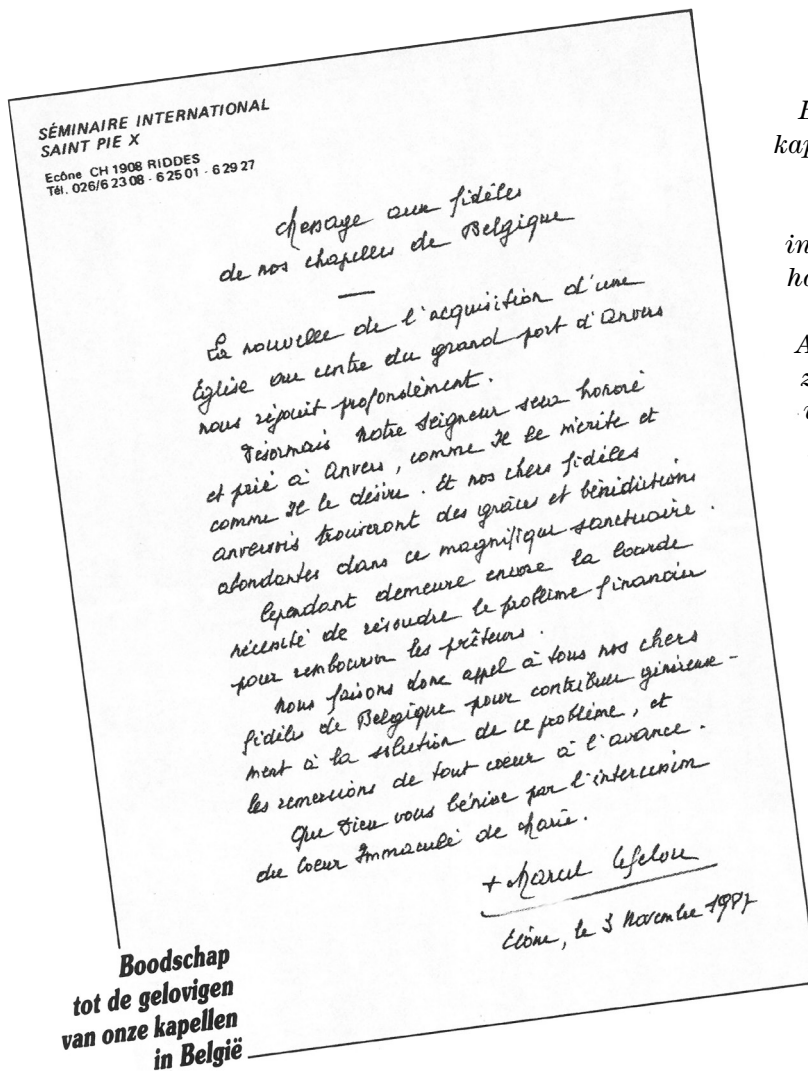 SÉMINAIRE INTERNATIONAL
SAINT PIE X
Ecône CH 1908 RIDDES
Tél. 026/6 23 08 - 6 25 01 - 6 29 27
Message aux fidèles
de nos chapelles de Belgique
La nouvelle de l'acquisition d'une
Eglise au centre du grand port d'Anvers
nous réjouit profondément.
Désormais Notre Seigneur sera honoré
et prié à Anvers, comme Il le mérite et
comme Il le désire. Et nos chers fidèles
anversois trouveront des grâces et bénédictions
abondantes dans ce magnifique sanctuaire.
Cependant demeure encore la lourde
nécessité de résoudre le problème financier
pour rembourser les prêteurs.
Nous faisons donc appel à tous nos chers
fidèles de Belgique pour contribuer généreuse-
ment à la solution de ce problème, et
les remercions de tout coeur à l'avance.
Que Dieu vous bénisse par l'intercession
du Coeur Immaculé de Marie.
+ Marcel Lefebvre
Ecône, le 3 Novembre 1987
Boodschap
tot de gelovigen
van onze kapellen
in België
kap
in